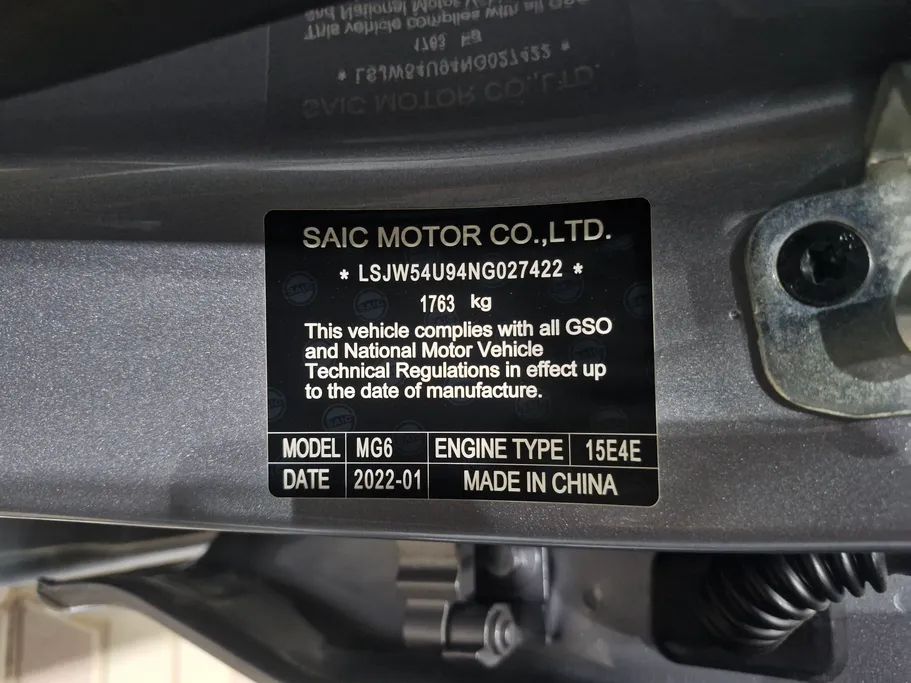 SAIC MOTOR CO.,LTD.
* LSJW54U94NG027422 *
1763 kg
This vehicle complies with all GSO
and National Motor Vehicle
Technical Regulations in effect up
to the date of manufacture.
MODEL MG6 ENGINE TYPE 15E4E
DATE 2022-01 MADE IN CHINA